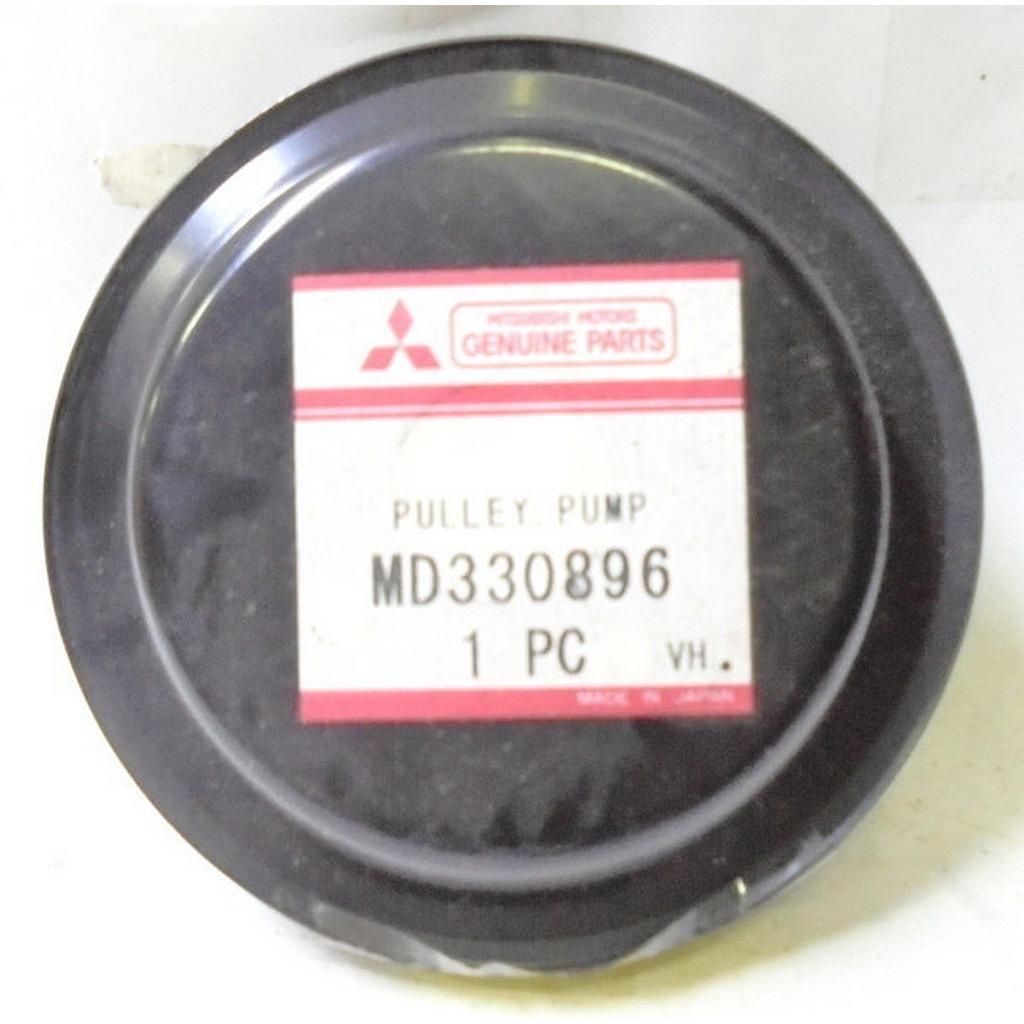 MITSUBISHI MOTORS
GENUINE PARTS
PULLEY PUMP
MD330896
1 PC VH.
MADE IN JAPAN